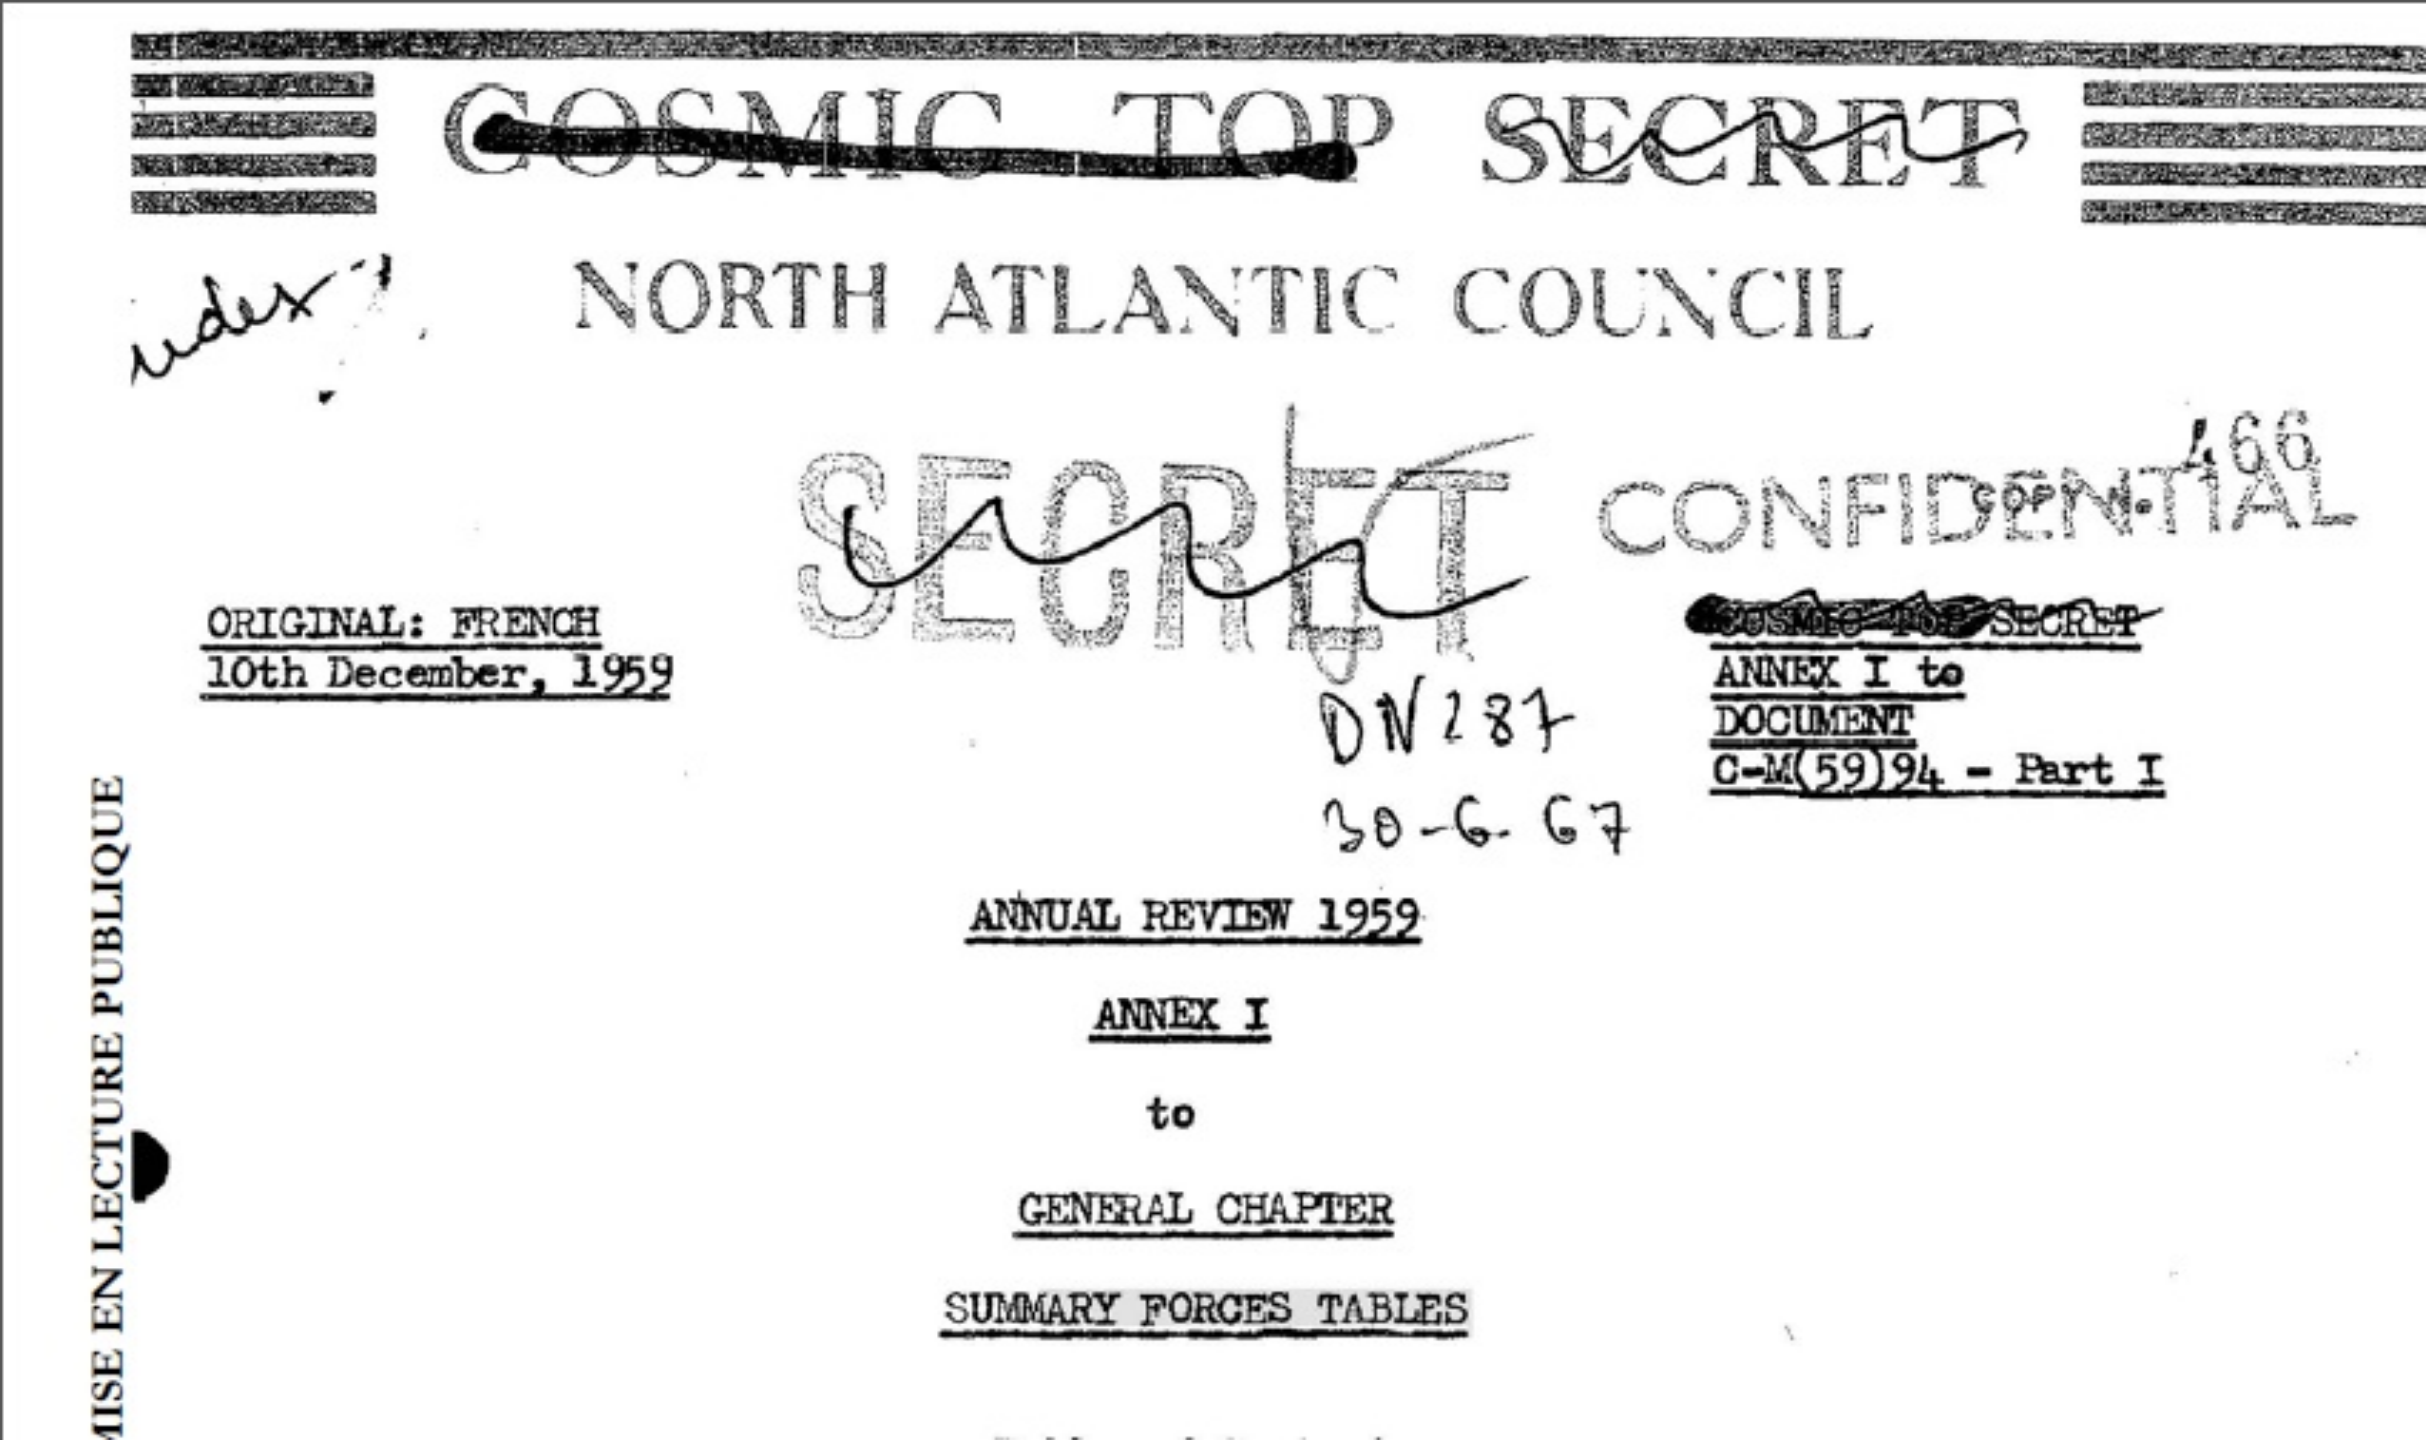 COSMIC TOP SECRET
NORTH ATLANTIC COUNCIL
466
SECRET CONFIDENTIAL
COPY N.
ORIGINAL: FRENCH
10th December, 1959
COSMIC TOP SECRET
ANNEX I to
DOCUMENT
C-M(59)94 - Part I
DN 287
30-6-67
ANNUAL REVIEW 1959
ANNEX I
to
GENERAL CHAPTER
SUMMARY FORCES TABLES
MISE EN LECTURE PUBLIQUE